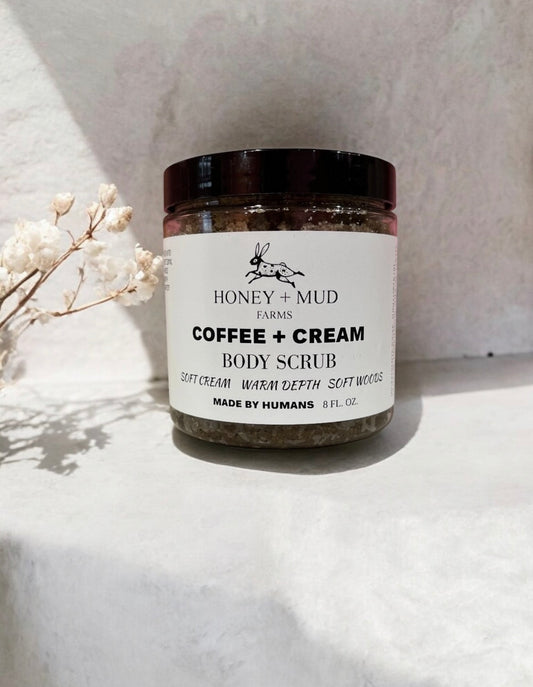 HONEY + MUD
FARMS
COFFEE + CREAM
BODY SCRUB
SOFT CREAM WARM DEPTH SOFT WOODS
MADE BY HUMANS 8 FL. OZ.